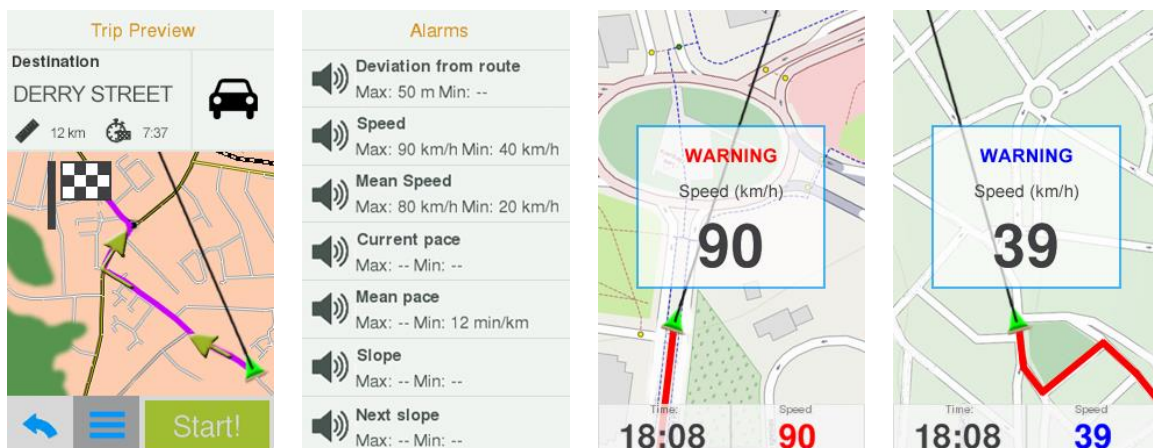 Trip Preview
Destination
DERRY STREET
12 km 7:37
Start!
Alarms
Deviation from route
Max: 50 m Min: --
Speed
Max: 90 km/h Min: 40 km/h
Mean Speed
Max: 80 km/h Min: 20 km/h
Current pace
Max: -- Min: --
Mean pace
Max: -- Min: 12 min/km
Slope
Max: -- Min: --
Next slope
Max: -- Min: --
WARNING
Speed (km/h)
90
Time: Speed
18:08 90
WARNING
Speed (km/h)
39
Time: Speed
18:08 39